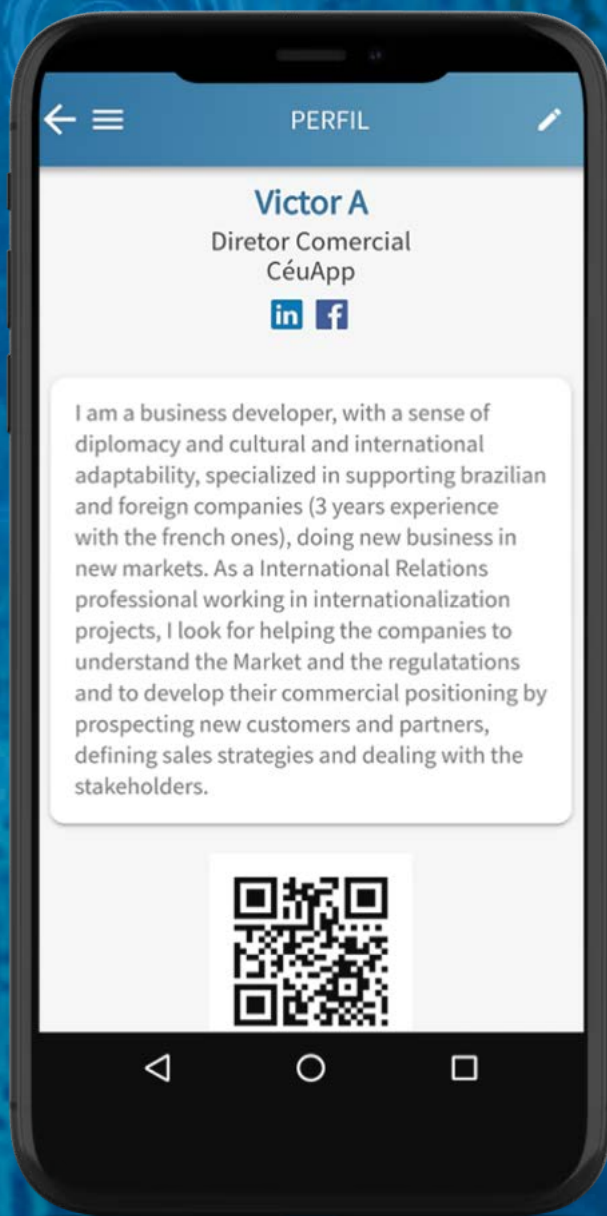 PERFIL
Victor A
Diretor Comercial
CéuApp
in f
I am a business developer, with a sense of
diplomacy and cultural and international
adaptability, specialized in supporting brazilian
and foreign companies (3 years experience
with the french ones), doing new business in
new markets. As a International Relations
professional working in internationalization
projects, I look for helping the companies to
understand the Market and the regulatations
and to develop their commercial positioning by
prospecting new customers and partners,
defining sales strategies and dealing with the
stakeholders.